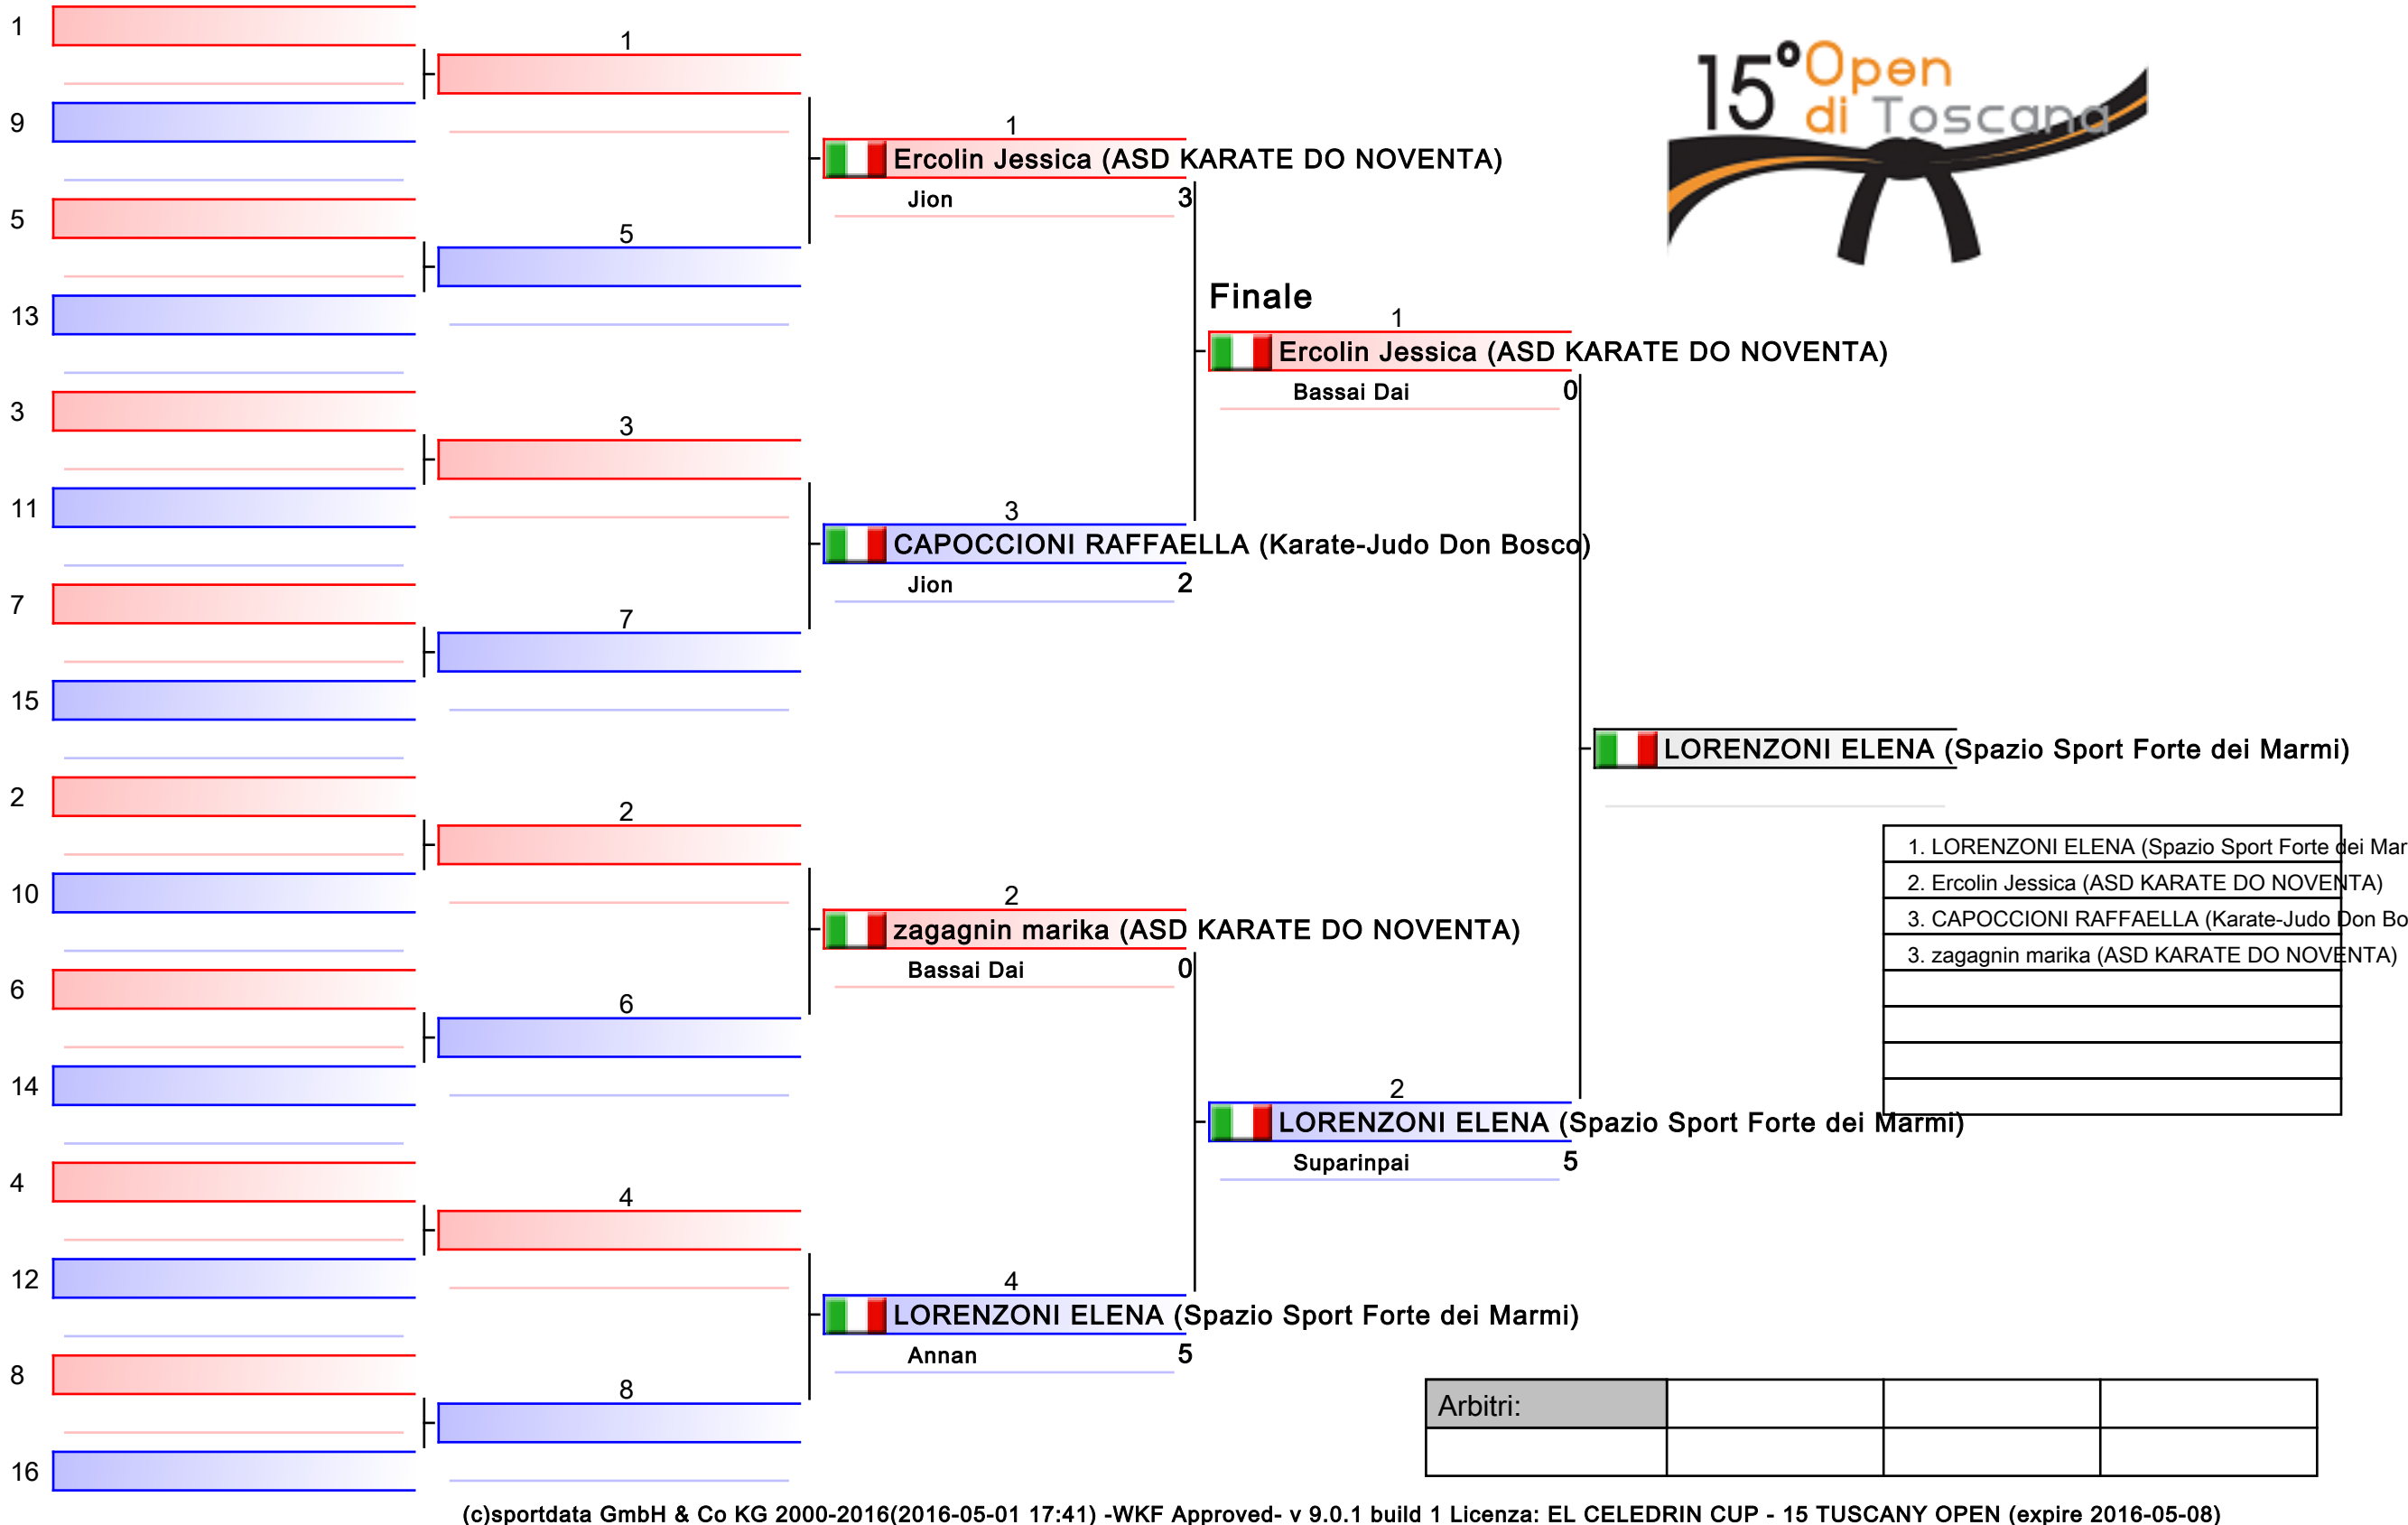 15° Open
di Toscana
1
9
5
13
3
11
7
15
2
10
6
14
4
12
8
16
1
5
3
7
2
6
4
8
1
Ercolin Jessica (ASD KARATE DO NOVENTA)
Jion 3
3
CAPOCCIONI RAFFAELLA (Karate-Judo Don Bosco)
Jion 2
2
zagagnin marika (ASD KARATE DO NOVENTA)
Bassai Dai 0
4
LORENZONI ELENA (Spazio Sport Forte dei Marmi)
Annan 5
Finale
1
Ercolin Jessica (ASD KARATE DO NOVENTA)
Bassai Dai 0
2
LORENZONI ELENA (Spazio Sport Forte dei Marmi)
Suparinpai 5
LORENZONI ELENA (Spazio Sport Forte dei Marmi)
1. LORENZONI ELENA (Spazio Sport Forte dei Mar
2. Ercolin Jessica (ASD KARATE DO NOVENTA)
3. CAPOCCIONI RAFFAELLA (Karate-Judo Don Bo
3. zagagnin marika (ASD KARATE DO NOVENTA)
Arbitri:
(c)sportdata GmbH & Co KG 2000-2016(2016-05-01 17:41) -WKF Approved- v 9.0.1 build 1 Licenza: EL CELEDRIN CUP - 15 TUSCANY OPEN (expire 2016-05-08)